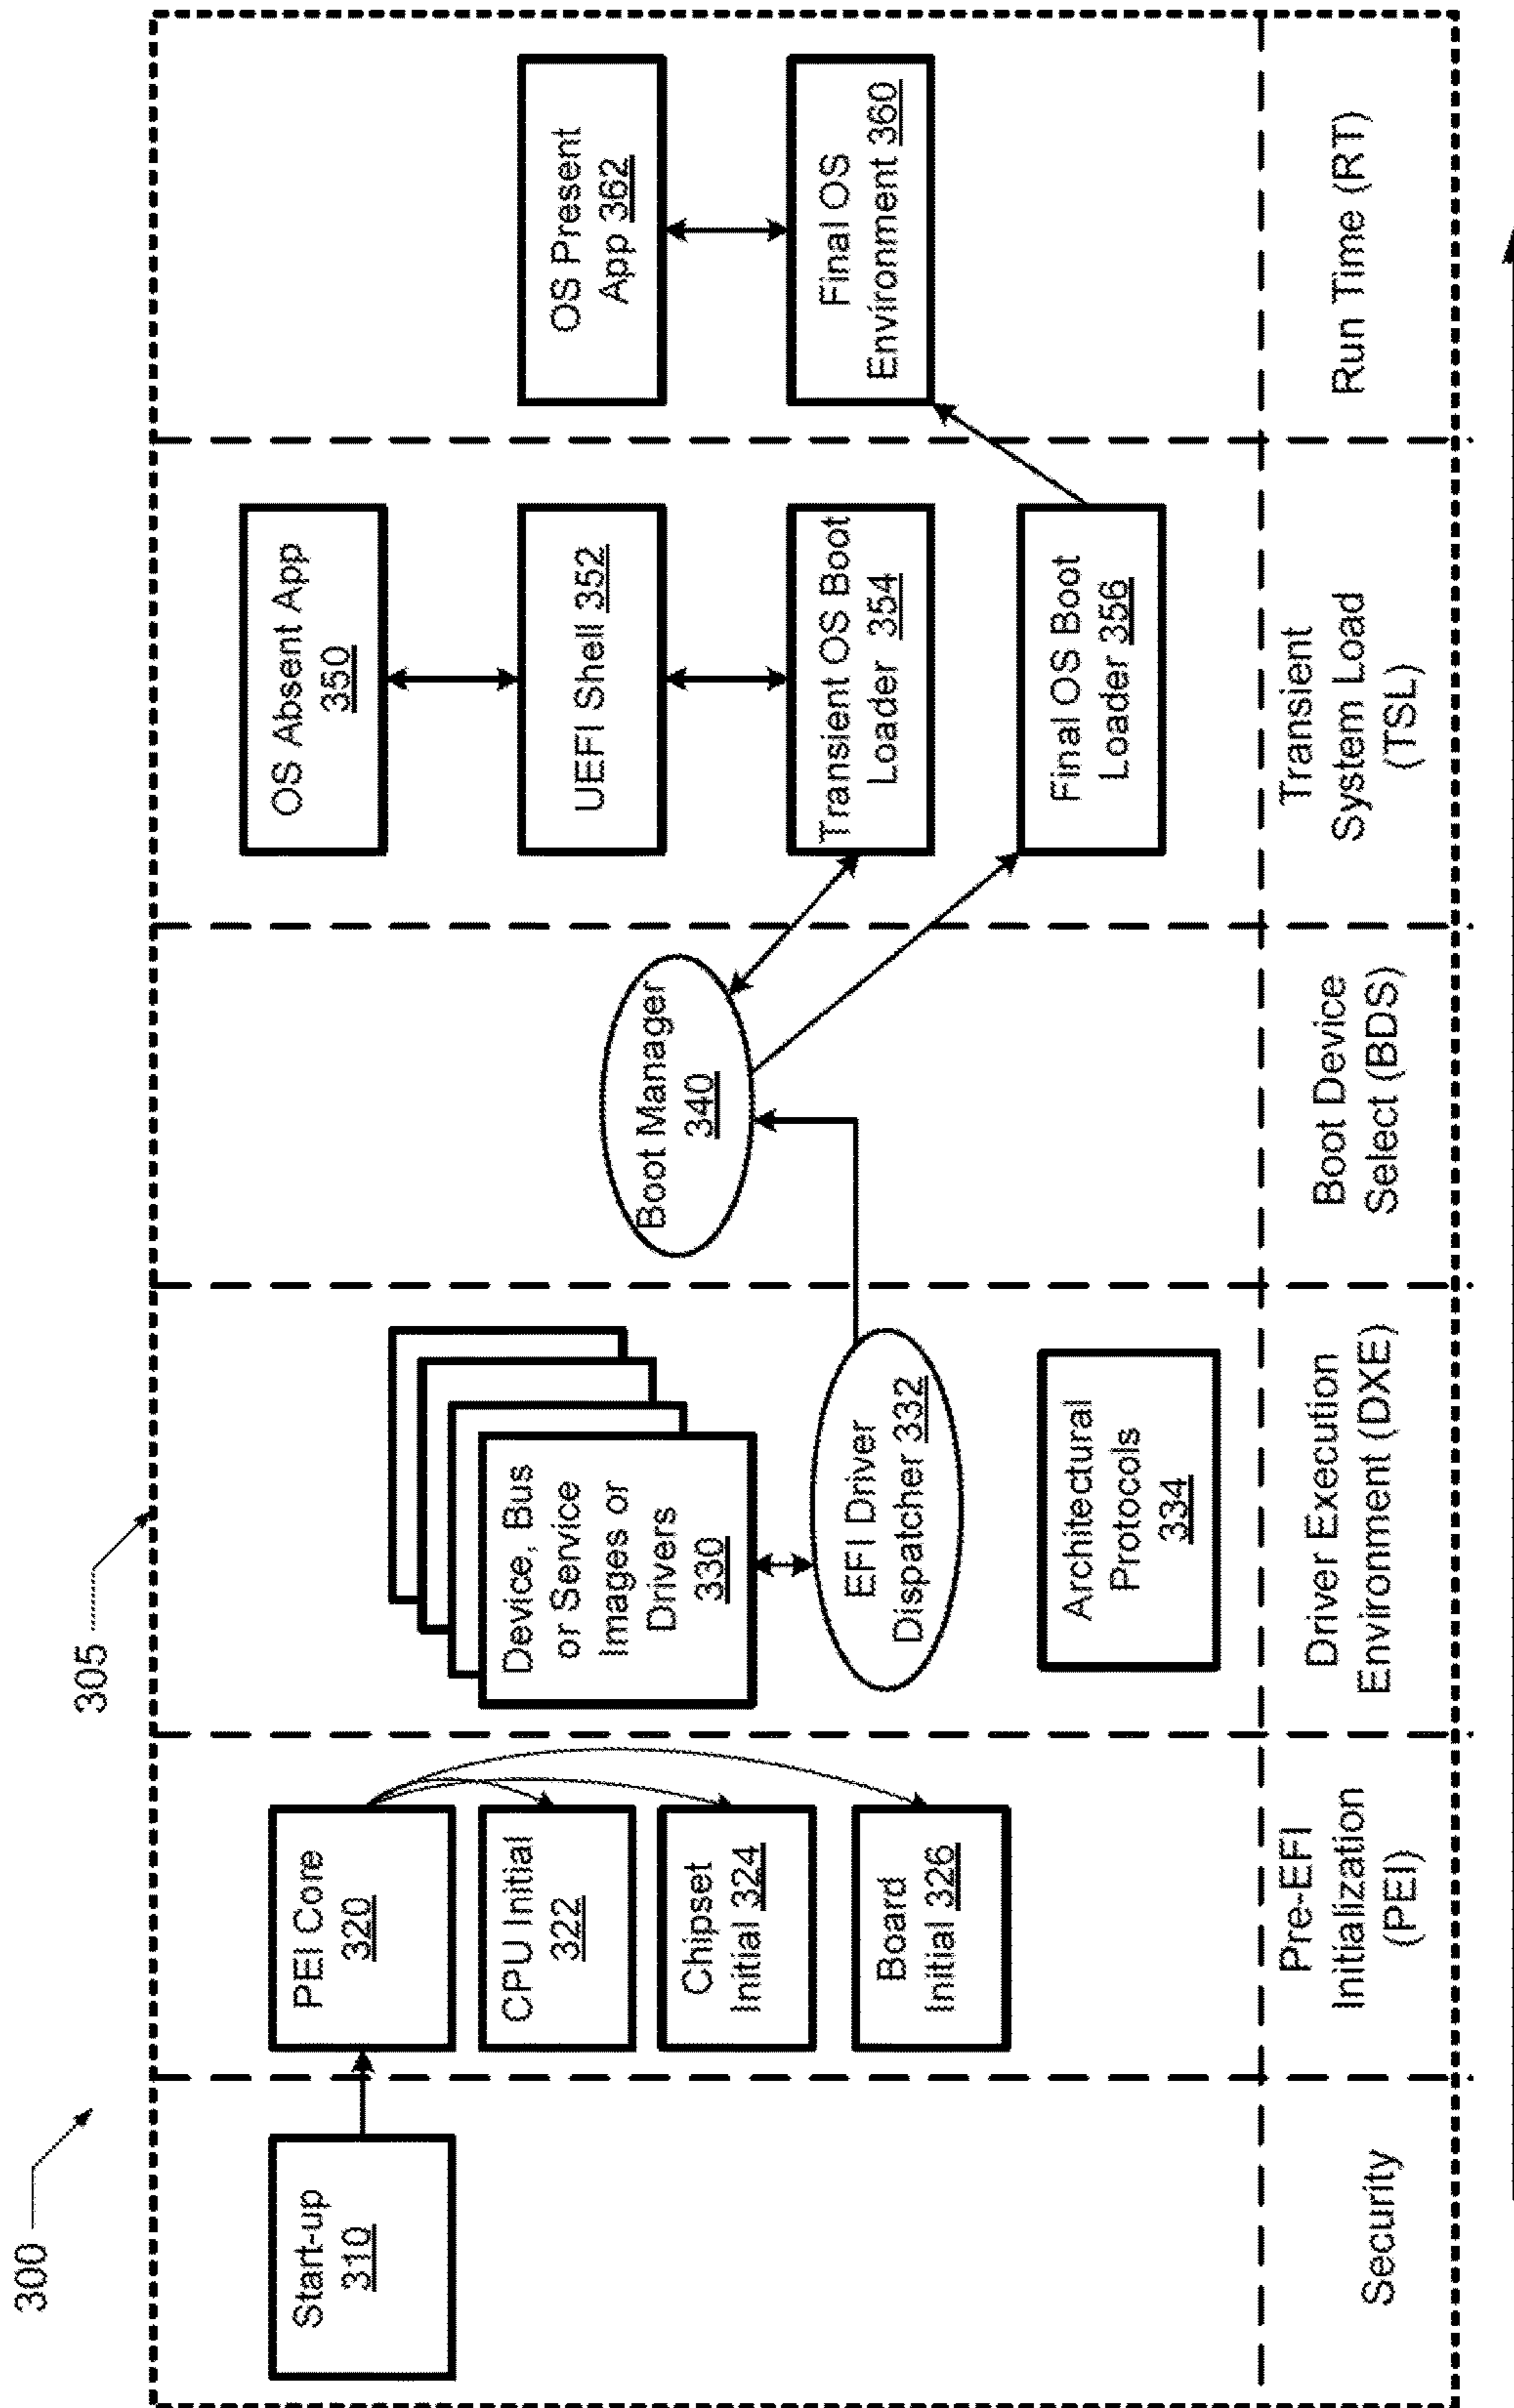 300
305
Start-up
310
PEI Core
320
CPU Initial
322
Chipset
Initial 324
Board
Initial 326
Device, Bus
or Service
Images or
Drivers
330
EFI Driver
Dispatcher 332
Architectural
Protocols
334
Boot Manager
340
OS Absent App
350
UEFI Shell 352
Transient OS Boot
Loader 354
Final OS Boot
Loader 356
OS Present
App 362
Final OS
Environment 360
Security
Pre-EFI
Initialization
(PEI)
Driver Execution
Environment (DXE)
Boot Device
Select (BDS)
Transient
System Load
(TSL)
Run Time (RT)